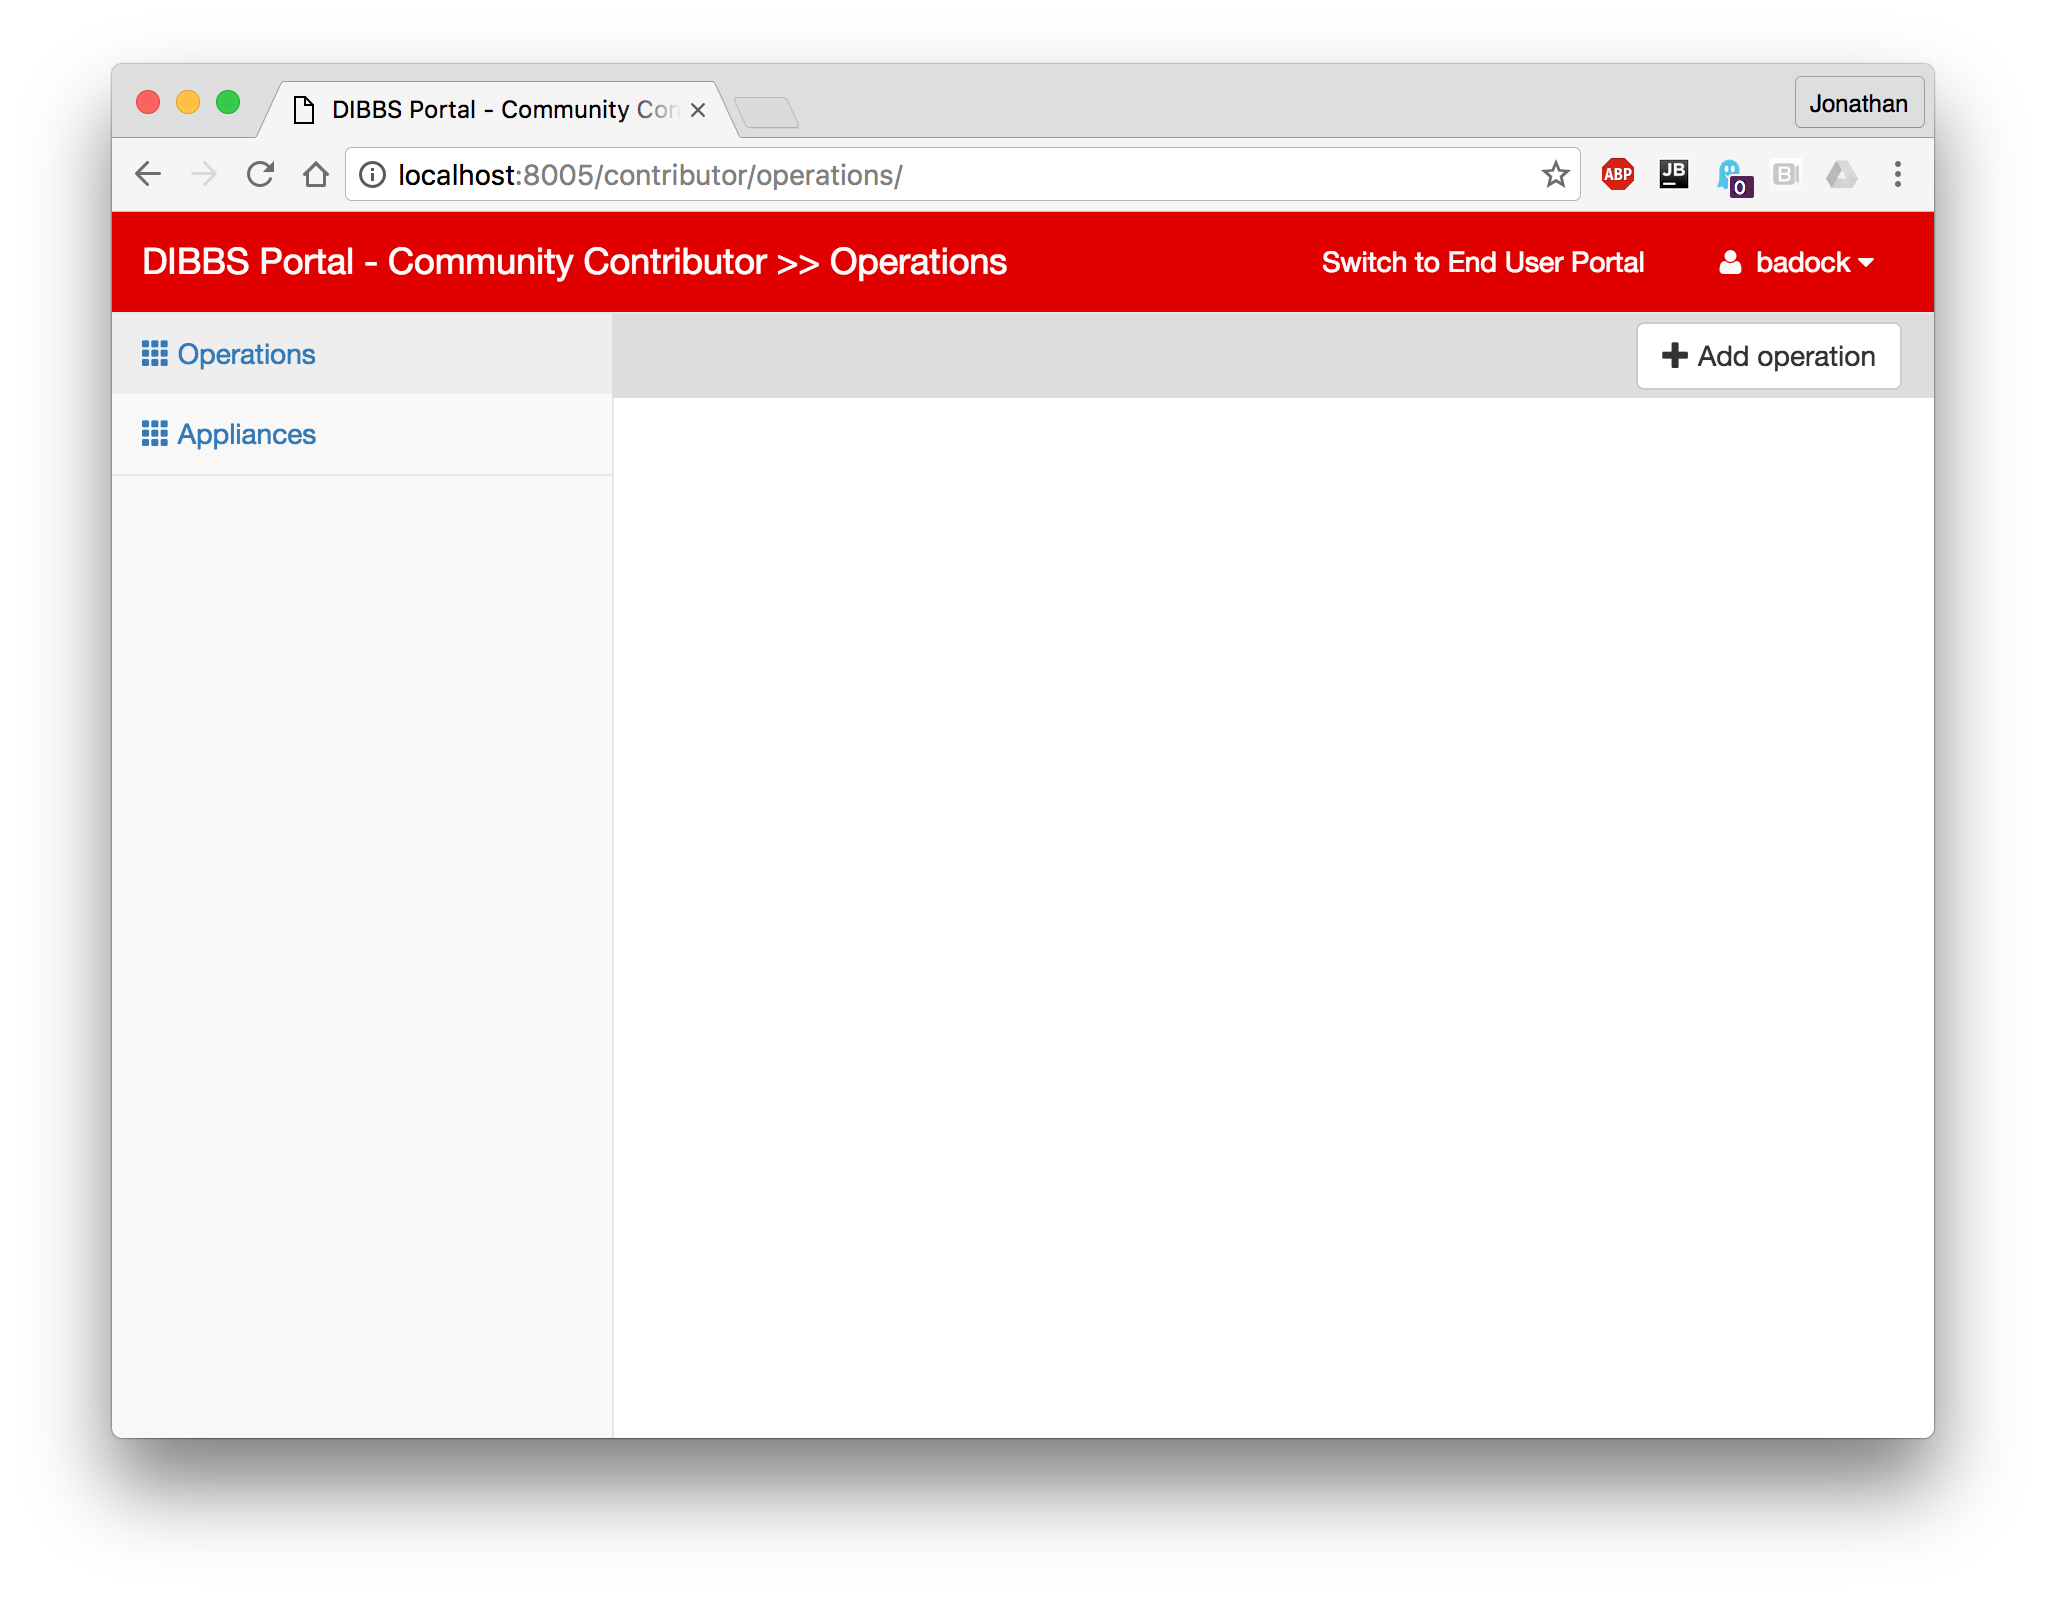 DIBBS Portal - Community Con
Jonathan
localhost:8005/contributor/operations/
ABP
JB
0
B
DIBBS Portal - Community Contributor >> Operations
Switch to End User Portal
badock
Operations
Add operation
Appliances